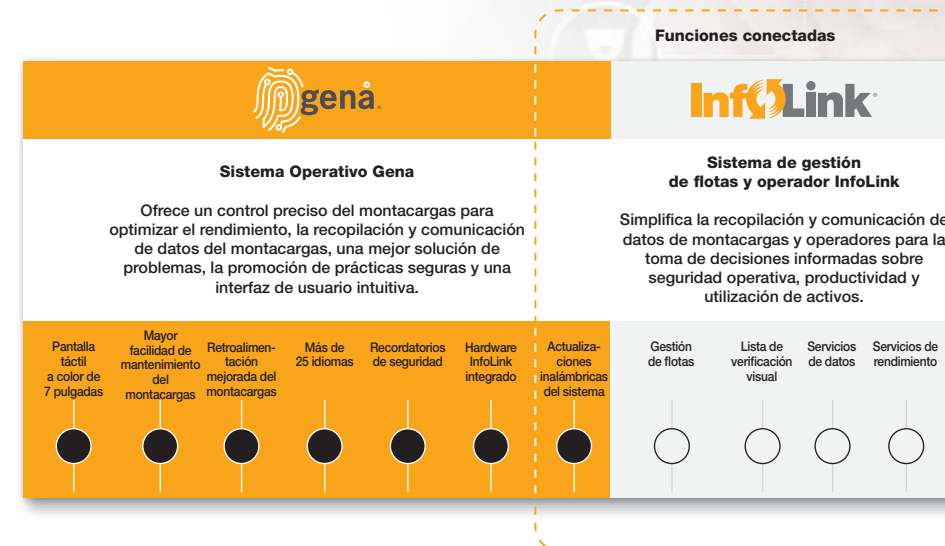 Funciones conectadas
gena.
InfoLink
Sistema Operativo Gena
Ofrece un control preciso del montacargas para
optimizar el rendimiento, la recopilación y comunicación
de datos del montacargas, una mejor solución de
problemas, la promoción de prácticas seguras y una
interfaz de usuario intuitiva.
Sistema de gestión
de flotas y operador InfoLink
Simplifica la recopilación y comunicación de
datos de montacargas y operadores para la
toma de decisiones informadas sobre
seguridad operativa, productividad y
utilización de activos.
Pantalla
táctil
a color de
7 pulgadas
Mayor
facilidad de
mantenimiento
del
montacargas
Retroalimen-
tación
mejorada del
montacargas
Más de
25 idiomas
Recordatorios
de seguridad
Hardware
InfoLink
integrado
Actualiza-
ciones
inalámbricas
del sistema
Gestión
de flotas
Lista de
verificación
visual
Servicios
de datos
Servicios de
rendimiento